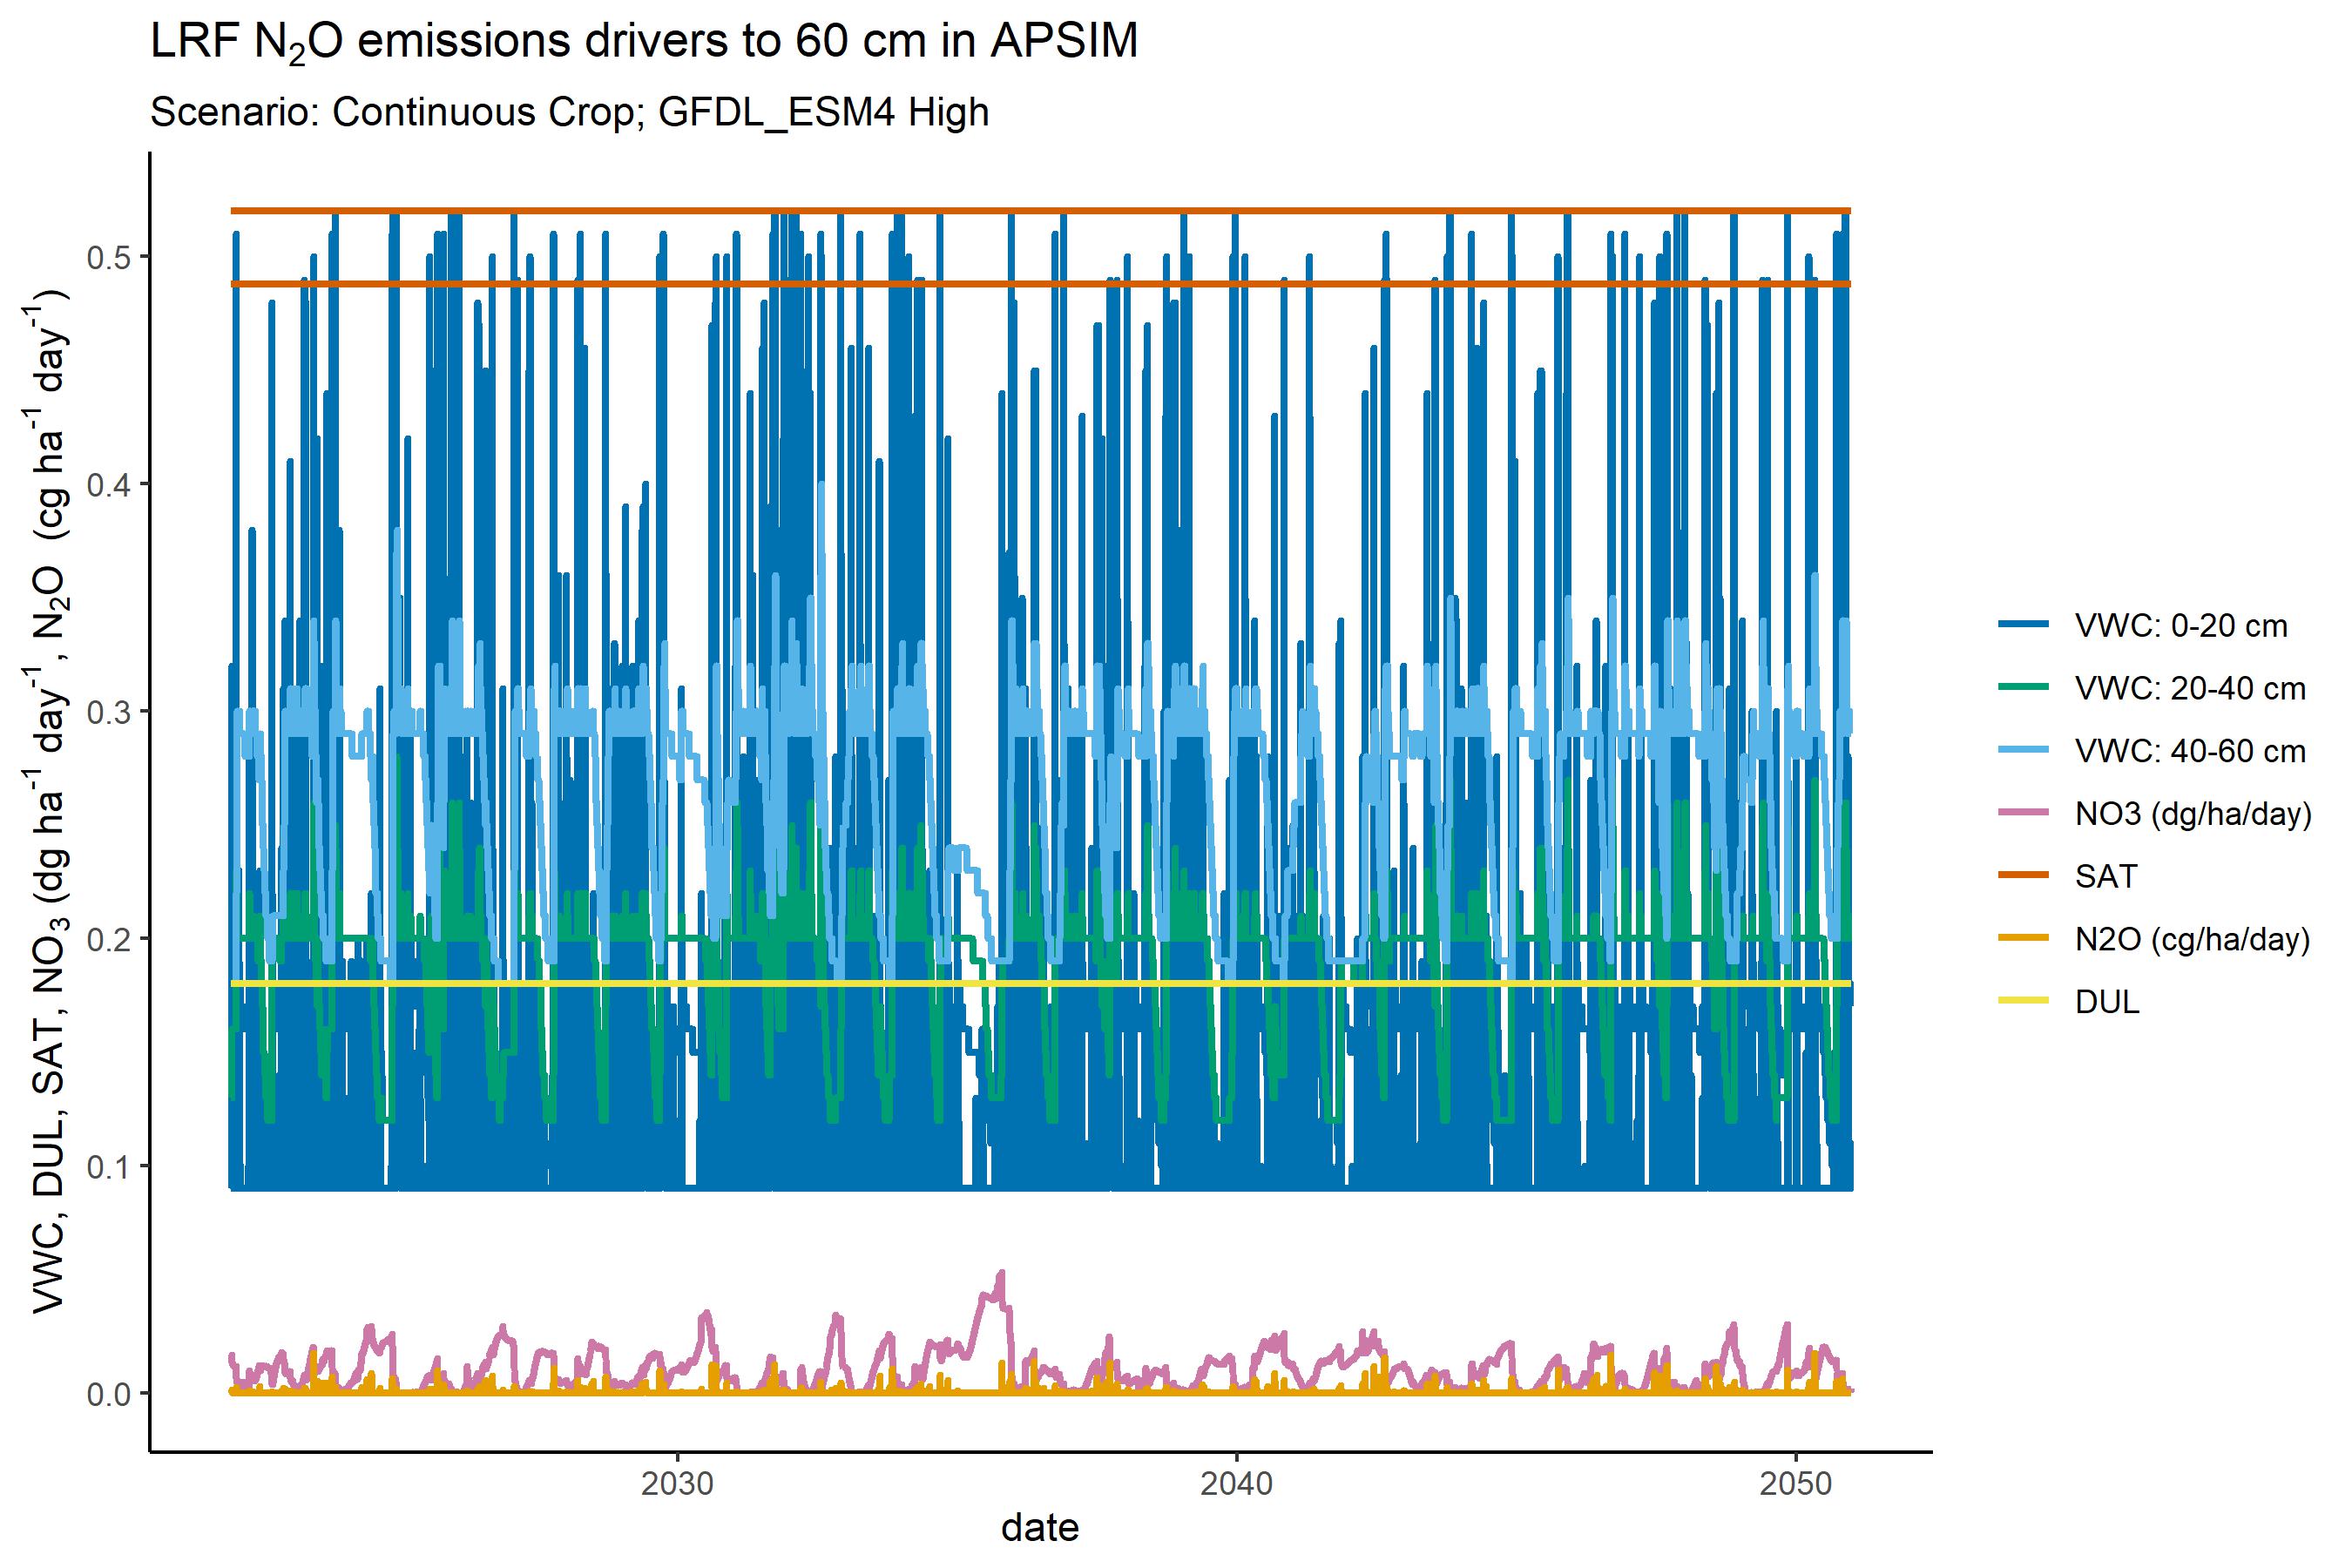 LRF N₂O emissions drivers to 60 cm in APSIM
Scenario: Continuous Crop; GFDL_ESM4 High
VWC, DUL, SAT, NO₃ (dg ha⁻¹ day⁻¹, N₂O (cg ha⁻¹ day⁻¹)
0.5
0.4
0.3
0.2
0.1
0.0
2030
2040
2050
date
VWC: 0-20 cm
VWC: 20-40 cm
VWC: 40-60 cm
NO3 (dg/ha/day)
SAT
N2O (cg/ha/day)
DUL